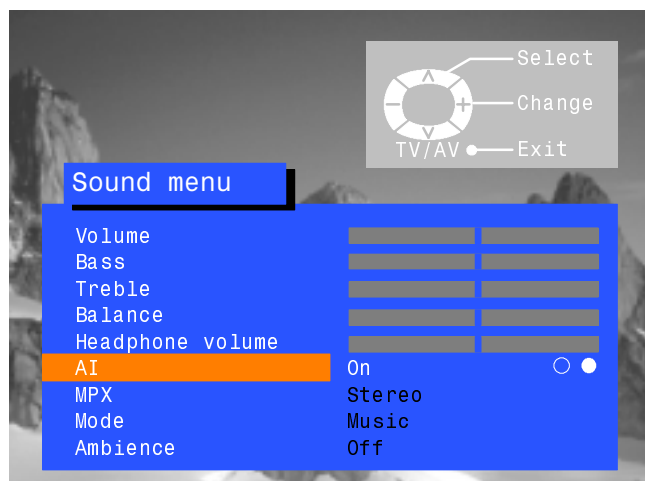 Select
Change
TV/AV Exit
Sound menu
Volume
Bass
Treble
Balance
Headphone volume
AI On
MPX Stereo
Mode Music
Ambience Off